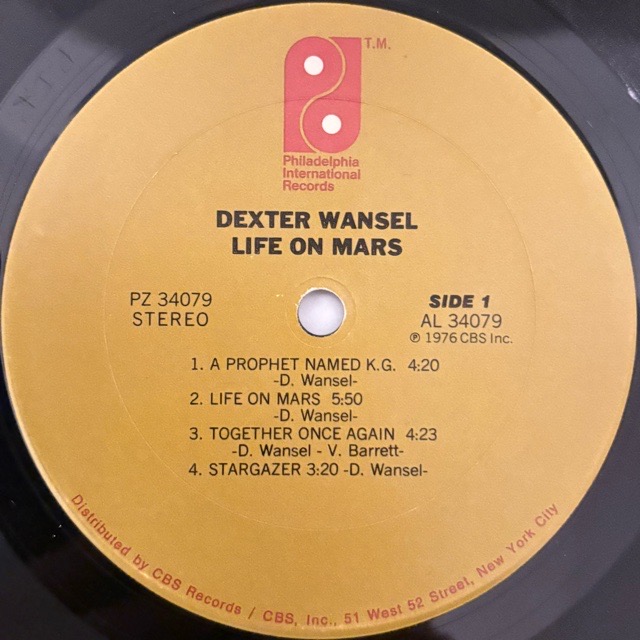 T.M.
Philadelphia
International
Records
DEXTER WANSEL
LIFE ON MARS
PZ 34079
STEREO
SIDE 1
AL 34079
℗ 1976 CBS Inc.
1. A PROPHET NAMED K.G. 4:20
-D. Wansel-
2. LIFE ON MARS 5:50
-D. Wansel-
3. TOGETHER ONCE AGAIN 4:23
-D. Wansel - V. Barrett-
4. STARGAZER 3:20 -D. Wansel-
Distributed by CBS Records / CBS, Inc., 51 West 52 Street, New York City